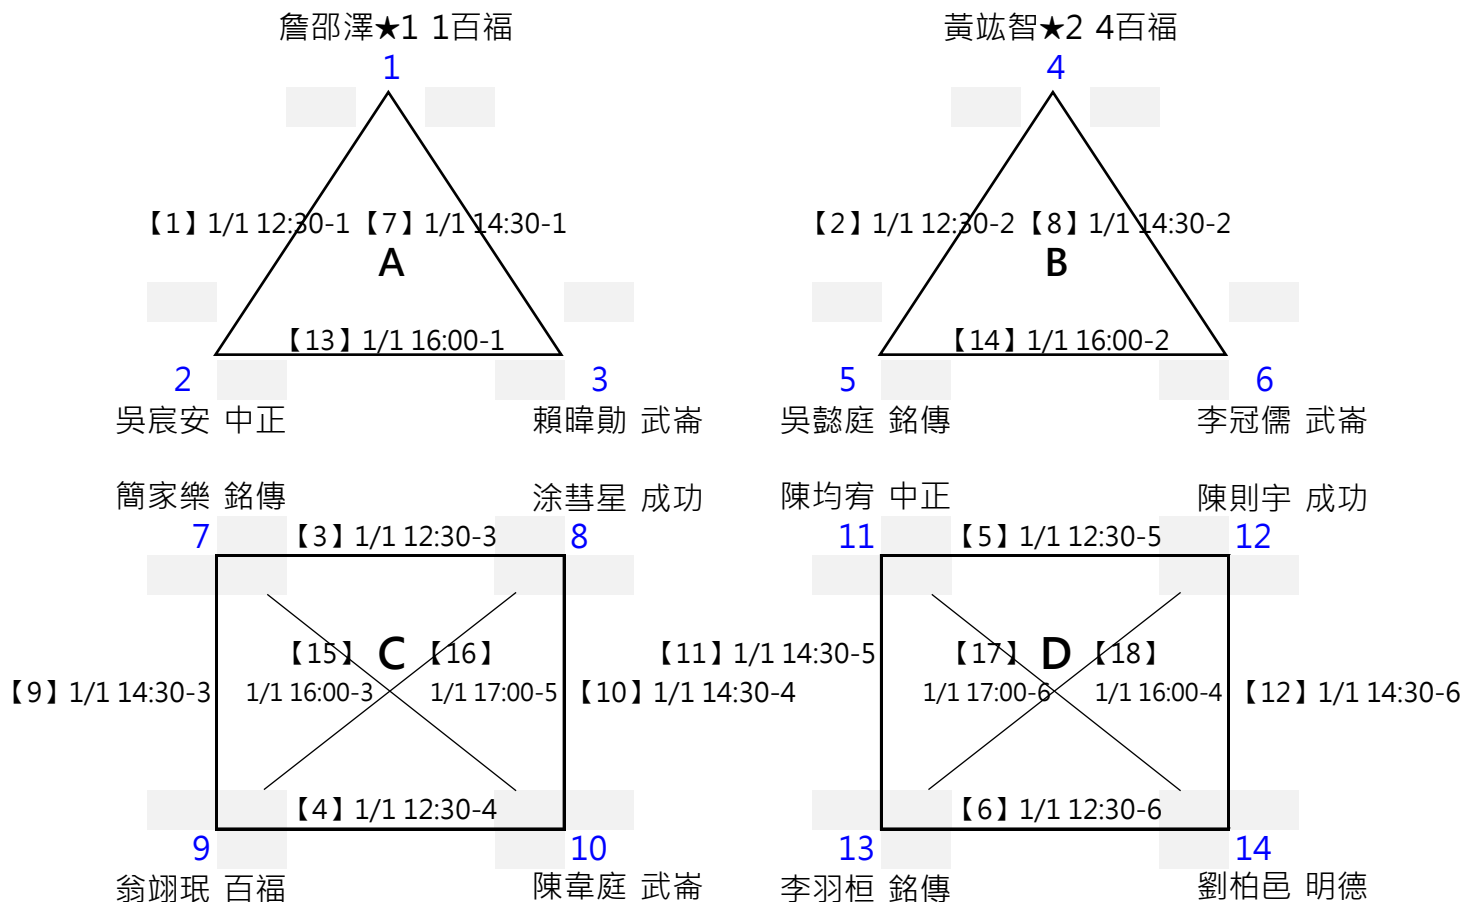 詹邵澤★1 1百福
1
【1】1/1 12:30-1
【7】1/1 14:30-1
A
【13】1/1 16:00-1
2
3
吳宸安 中正
賴暐勛 武崙
黃竑智★2 4百福
4
【2】1/1 12:30-2
【8】1/1 14:30-2
B
【14】1/1 16:00-2
5
6
吳懿庭 銘傳
李冠儒 武崙
簡家樂 銘傳
涂彗星 成功
7
【3】1/1 12:30-3
8
【15】
C
【16】
【9】1/1 14:30-3
1/1 16:00-3
1/1 17:00-5
【10】1/1 14:30-4
【4】1/1 12:30-4
9
10
翁翊珉 百福
陳韋庭 武崙
陳均宥 中正
陳則宇 成功
11
【5】1/1 12:30-5
12
【11】1/1 14:30-5
【17】
D
【18】
1/1 17:00-6
1/1 16:00-4
【12】1/1 14:30-6
【6】1/1 12:30-6
13
14
李羽桓 銘傳
劉柏邑 明德